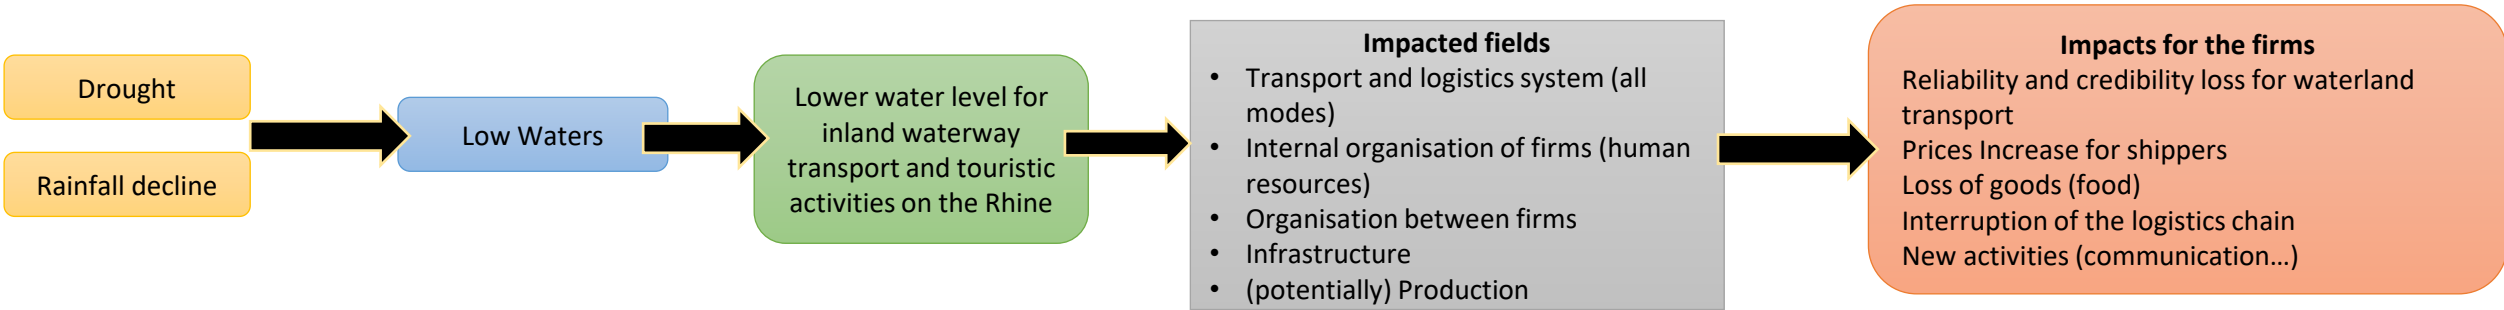 Drought
Rainfall decline
Low Waters
Lower water level for
inland waterway
transport and touristic
activities on the Rhine
Impacted fields
• Transport and logistics system (all
modes)
• Internal organisation of firms (human
resources)
• Organisation between firms
• Infrastructure
• (potentially) Production
Impacts for the firms
Reliability and credibility loss for waterland
transport
Prices Increase for shippers
Loss of goods (food)
Interruption of the logistics chain
New activities (communication…)